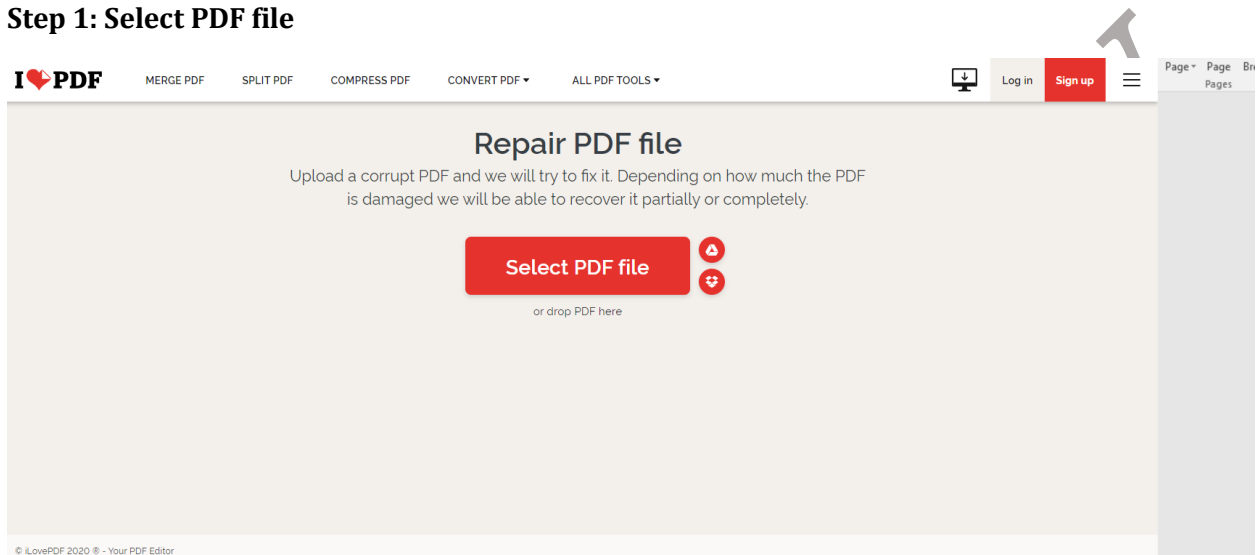 Step 1: Select PDF file
I PDF MERGE PDF SPLIT PDF COMPRESS PDF CONVERT PDF ALL PDF TOOLS Log in Sign up
Page Page Bre
Pages
Repair PDF file
Upload a corrupt PDF and we will try to fix it. Depending on how much the PDF
is damaged we will be able to recover it partially or completely.
Select PDF file
or drop PDF here
© iLovePDF 2020 ® - Your PDF Editor